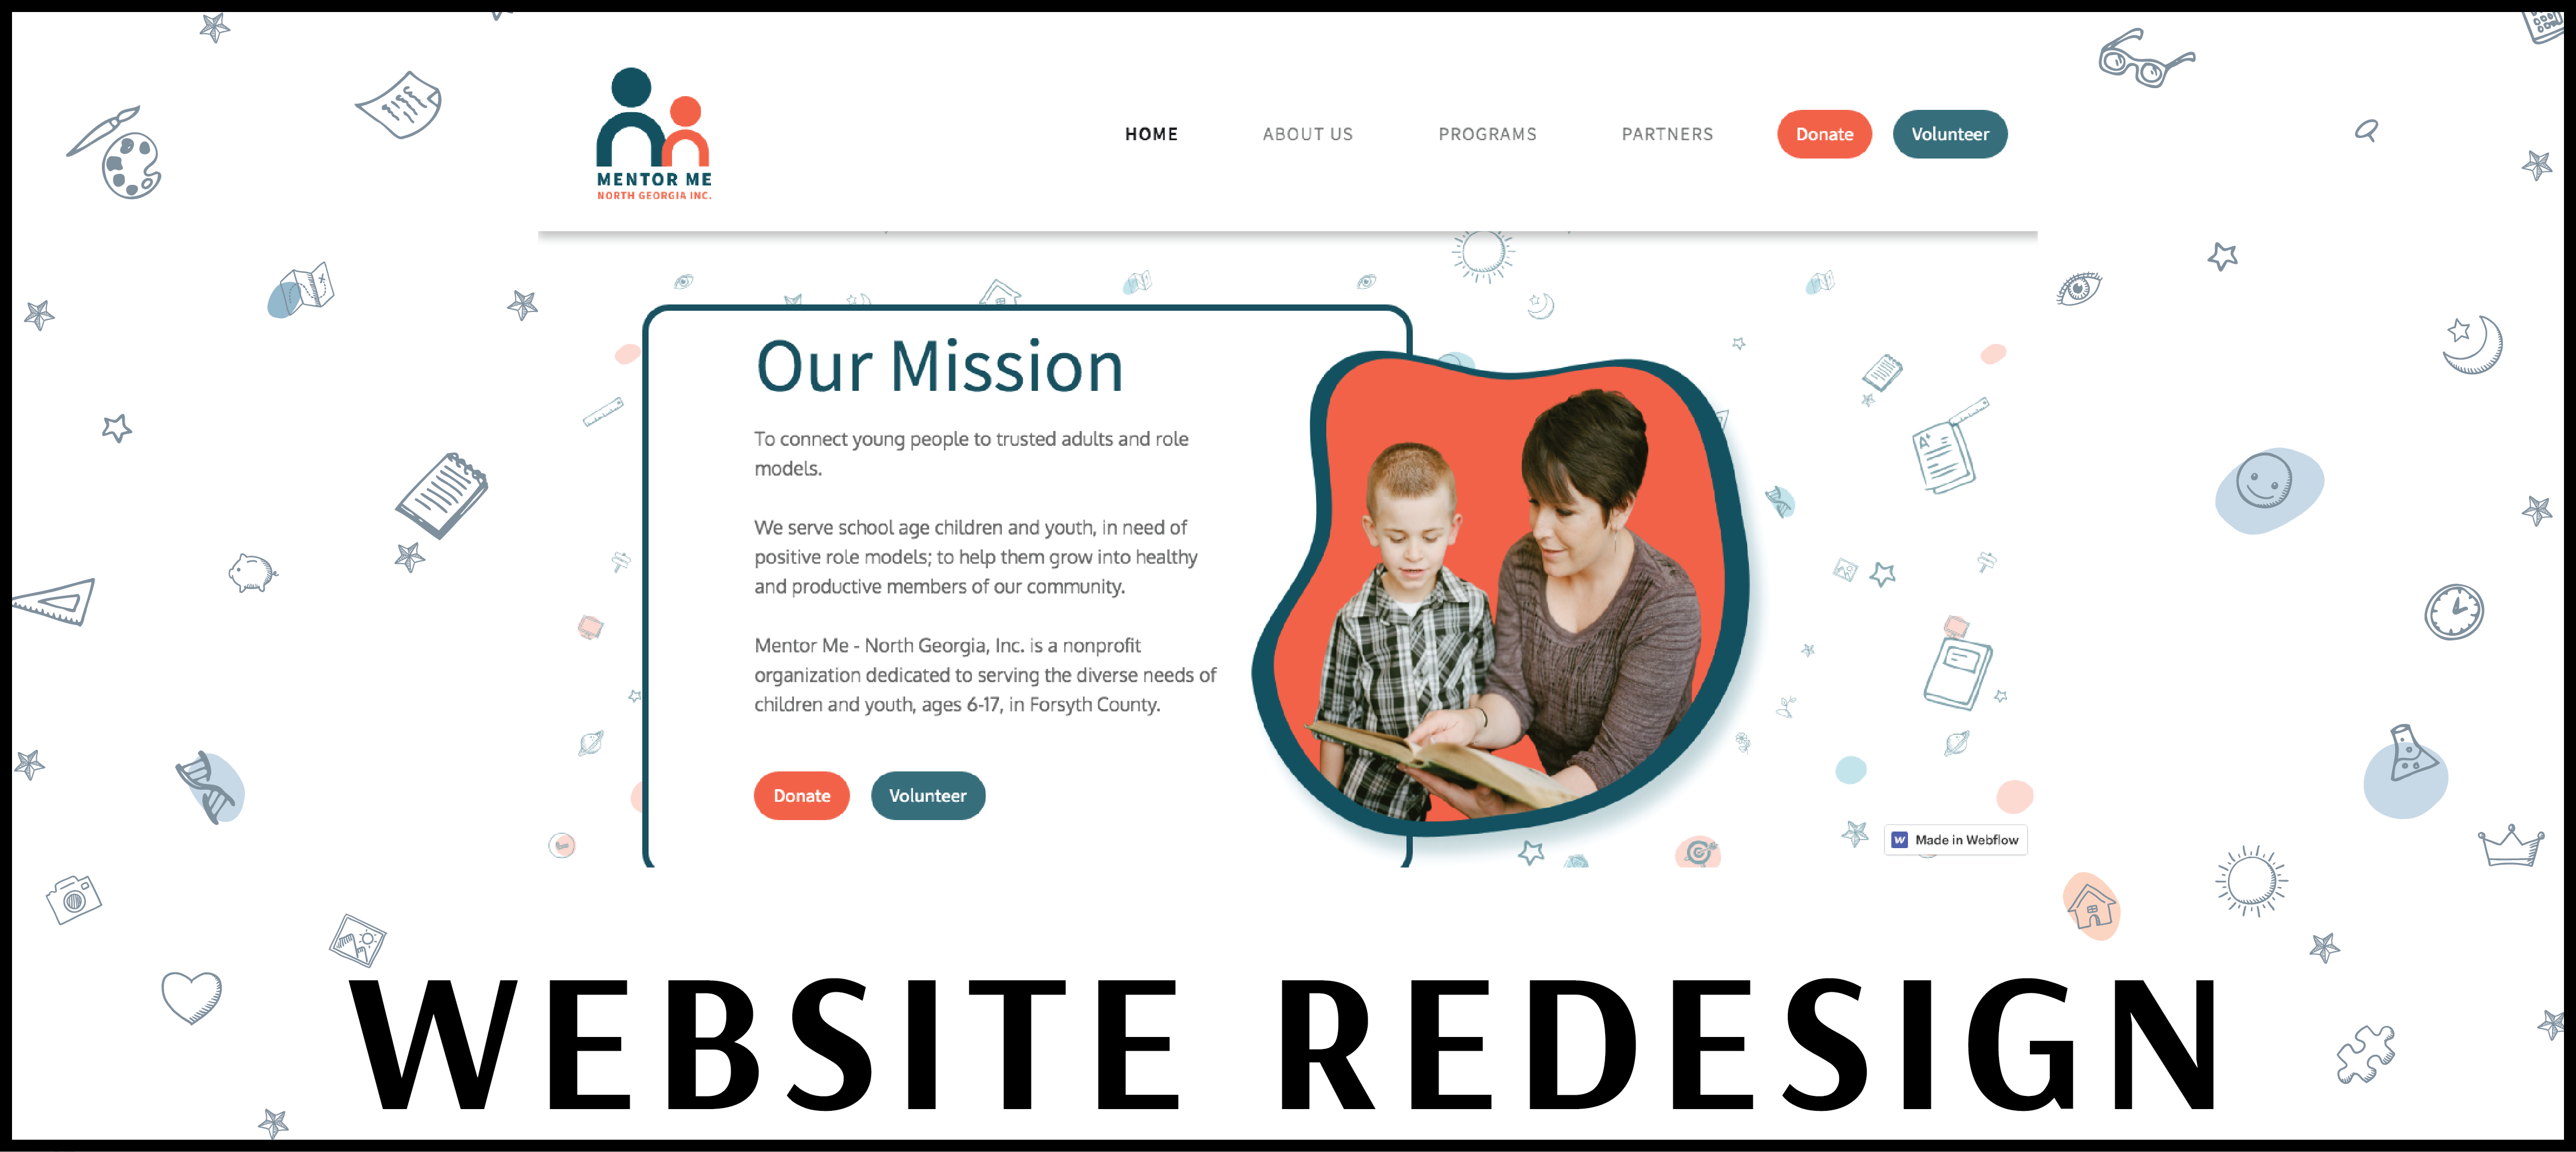 MENTOR ME
NORTH GEORGIA INC.
HOME
ABOUT US
PROGRAMS
PARTNERS
Donate
Volunteer
Our Mission
To connect young people to trusted adults and role
models.
We serve school age children and youth, in need of
positive role models; to help them grow into healthy
and productive members of our community.
Mentor Me - North Georgia, Inc. is a nonprofit
organization dedicated to serving the diverse needs of
children and youth, ages 6-17, in Forsyth County.
Donate
Volunteer
A+
W Made in Webflow
WEBSITE REDESIGN